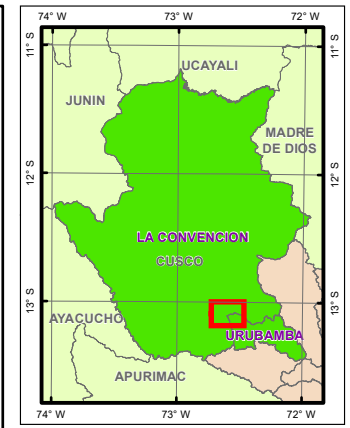 74° W 73° W 72° W
11° S 11° S
UCAYALI
JUNIN
MADRE
DE DIOS
12° S 12° S
LA CONVENCION
CUSCO
13° S 13° S
AYACUCHO
URUBAMBA
APURIMAC
74° W 73° W 72° W